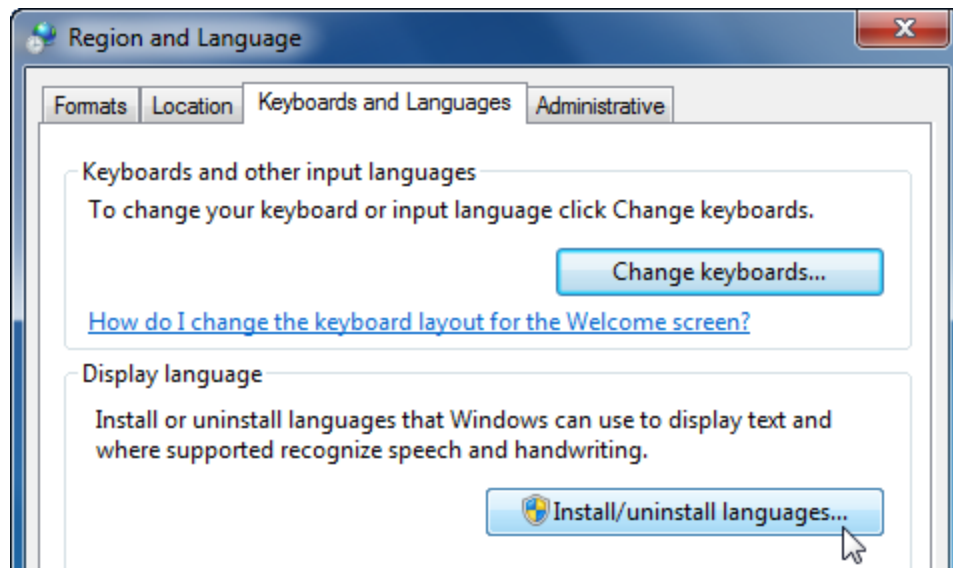 Region and Language
Formats Location Keyboards and Languages Administrative
Keyboards and other input languages
To change your keyboard or input language click Change keyboards.
Change keyboards...
How do I change the keyboard layout for the Welcome screen?
Display language
Install or uninstall languages that Windows can use to display text and
where supported recognize speech and handwriting.
Install/uninstall languages...